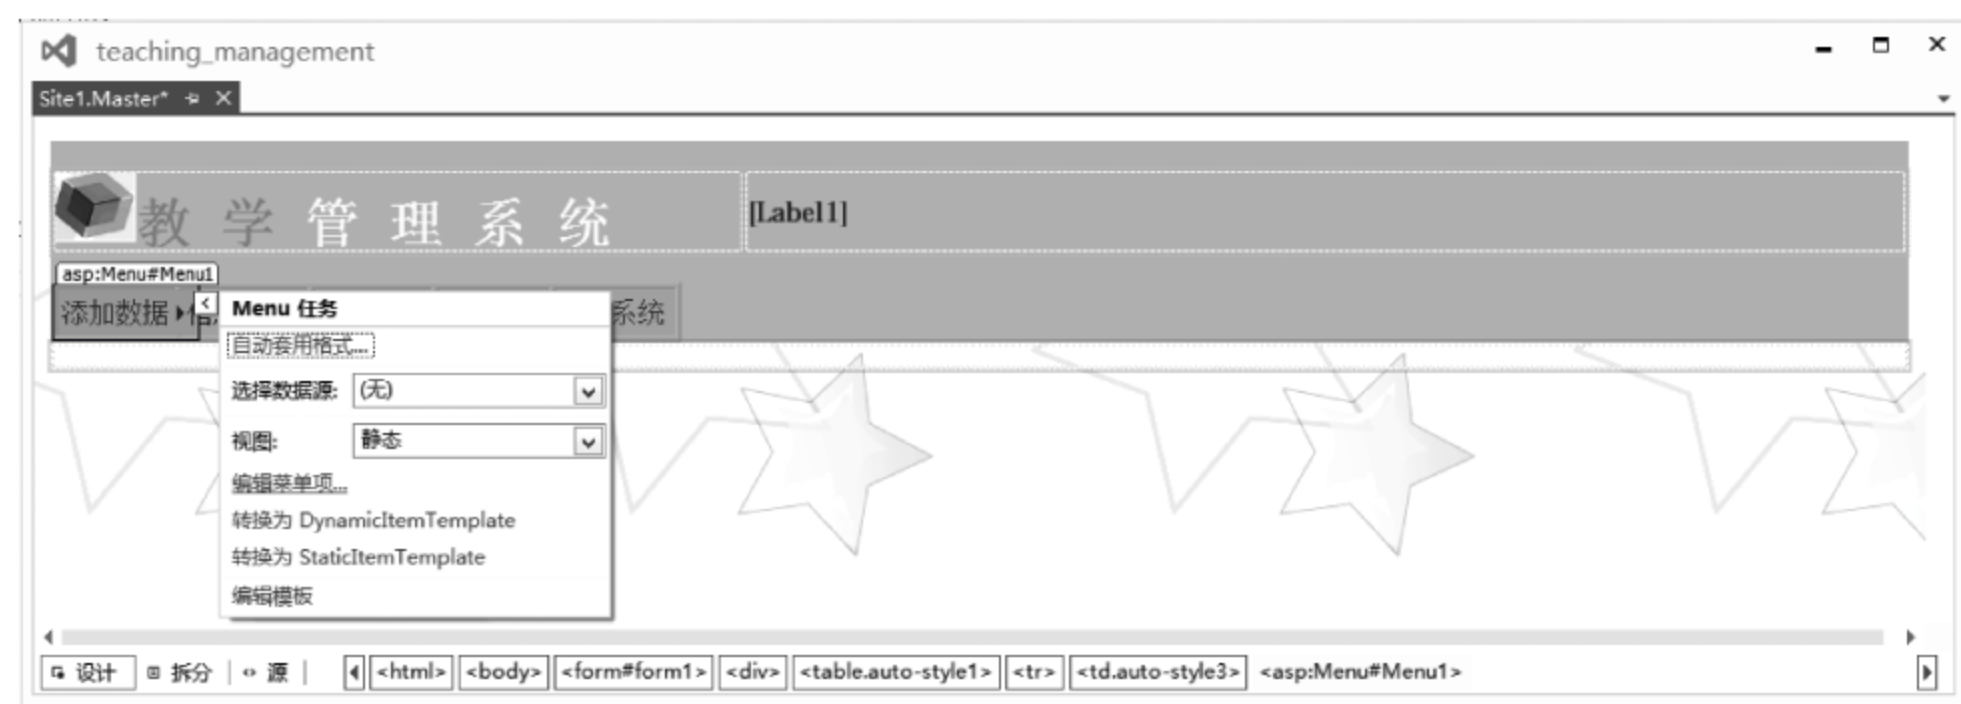 teaching_management
Site1.Master*
教 学 管 理 系 统
[Label1]
asp:Menu#Menu1
添加数据
系统
Menu 任务
自动套用格式...
选择数据源: (无)
视图: 静态
编辑菜单项...
转换为 DynamicItemTemplate
转换为 StaticItemTemplate
编辑模板
设计 拆分 源 <html> <body> <form#form1> <div> <table.auto-style1> <tr> <td.auto-style3> <asp:Menu#Menu1>